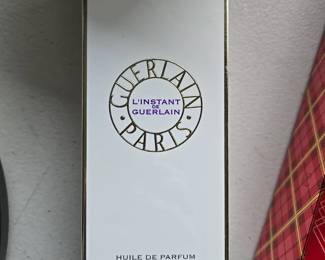 GUERLAIN
L'INSTANT
DE
GUERLAIN
PARIS
HUILE DE PARFUM